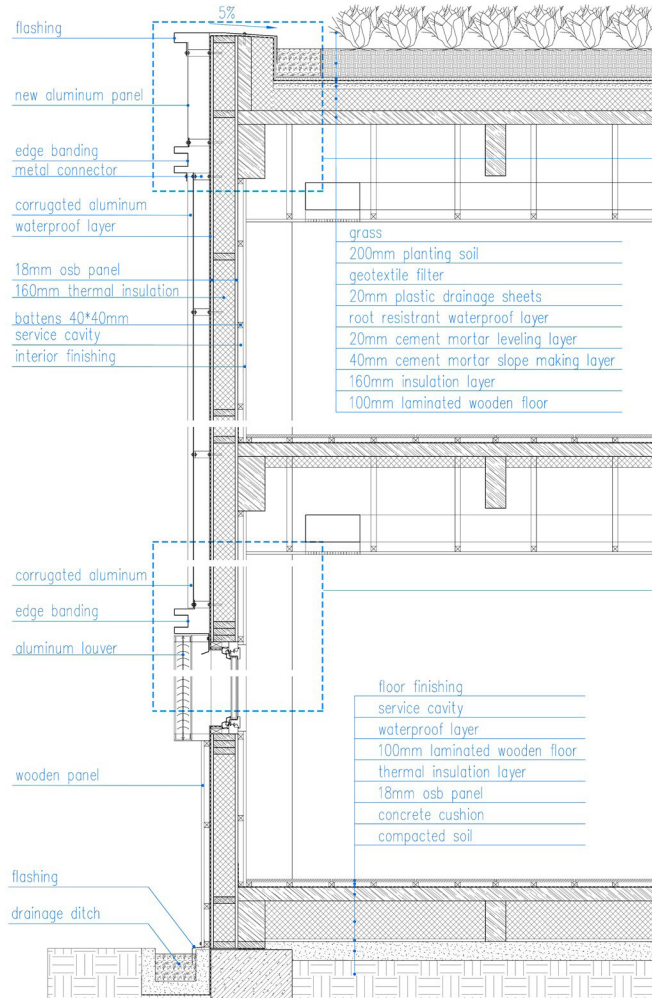 5%
flashing
new aluminum panel
edge banding
metal connector
corrugated aluminum
waterproof layer
18mm osb panel
160mm thermal insulation
battens 40*40mm
service cavity
interior finishing
grass
200mm planting soil
geotextile filter
20mm plastic drainage sheets
root resistrant waterproof layer
20mm cement mortar leveling layer
40mm cement mortar slope making layer
160mm insulation layer
100mm laminated wooden floor
corrugated aluminum
edge banding
aluminum louver
wooden panel
flashing
drainage ditch
floor finishing
service cavity
waterproof layer
100mm laminated wooden floor
thermal insulation layer
18mm osb panel
concrete cushion
compacted soil